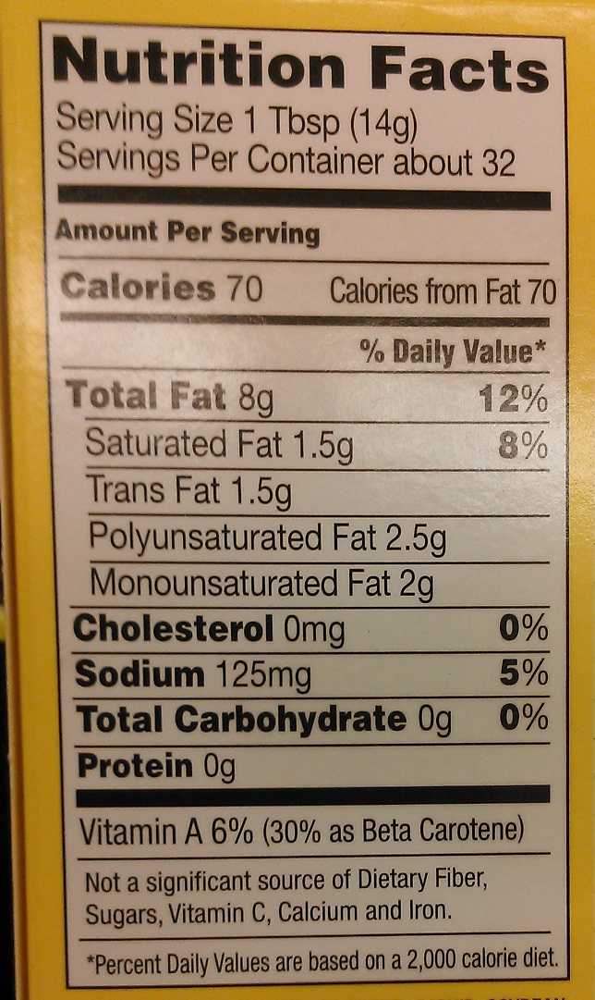 Nutrition Facts
Serving Size 1 Tbsp (14g)
Servings Per Container about 32
Amount Per Serving
Calories 70 Calories from Fat 70
% Daily Value*
Total Fat 8g 12%
Saturated Fat 1.5g 8%
Trans Fat 1.5g
Polyunsaturated Fat 2.5g
Monounsaturated Fat 2g
Cholesterol 0mg 0%
Sodium 125mg 5%
Total Carbohydrate 0g 0%
Protein 0g
Vitamin A 6% (30% as Beta Carotene)
Not a significant source of Dietary Fiber,
Sugars, Vitamin C, Calcium and Iron.
*Percent Daily Values are based on a 2,000 calorie diet.